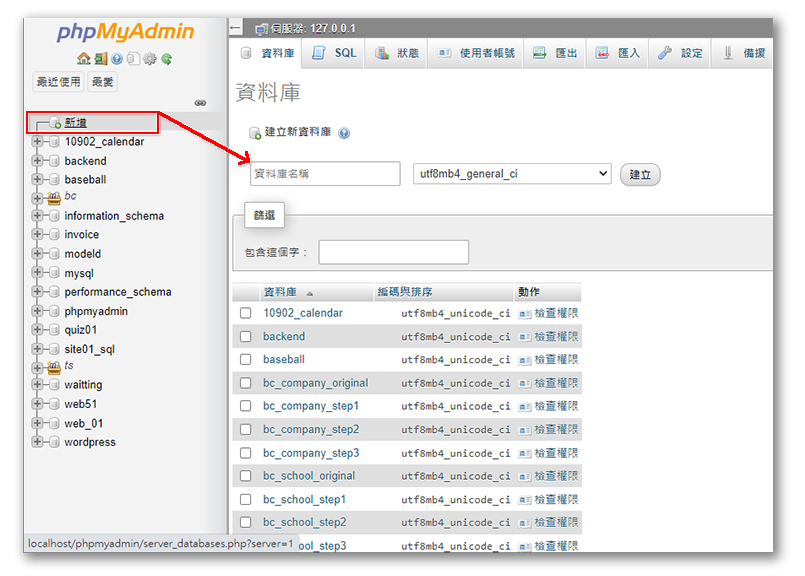 phpMyAdmin
最近使用 最愛
新增
10902_calendar
backend
baseball
bc
information_schema
invoice
modeld
mysql
performance_schema
phpmyadmin
quiz01
site01_sql
ts
waitting
web51
web_01
wordpress
localhost/phpmyadmin/server_databases.php?server=1
伺服器: 127.0.0.1
資料庫 SQL 狀態 使用者帳號 匯出 匯入 設定 備援
資料庫
建立新資料庫
資料庫名稱 utf8mb4_general_ci 建立
篩選
包含這個字：
資料庫 編碼與排序 動作
10902_calendar utf8mb4_unicode_ci 檢查權限
backend utf8mb4_unicode_ci 檢查權限
baseball utf8mb4_unicode_ci 檢查權限
bc_company_original utf8mb4_unicode_ci 檢查權限
bc_company_step1 utf8mb4_unicode_ci 檢查權限
bc_company_step2 utf8mb4_unicode_ci 檢查權限
bc_company_step3 utf8mb4_unicode_ci 檢查權限
bc_school_original utf8mb4_unicode_ci 檢查權限
bc_school_step1 utf8mb4_unicode_ci 檢查權限
bc_school_step2 utf8mb4_unicode_ci 檢查權限
ool_step3 utf8mb4_unicode_ci 檢查權限